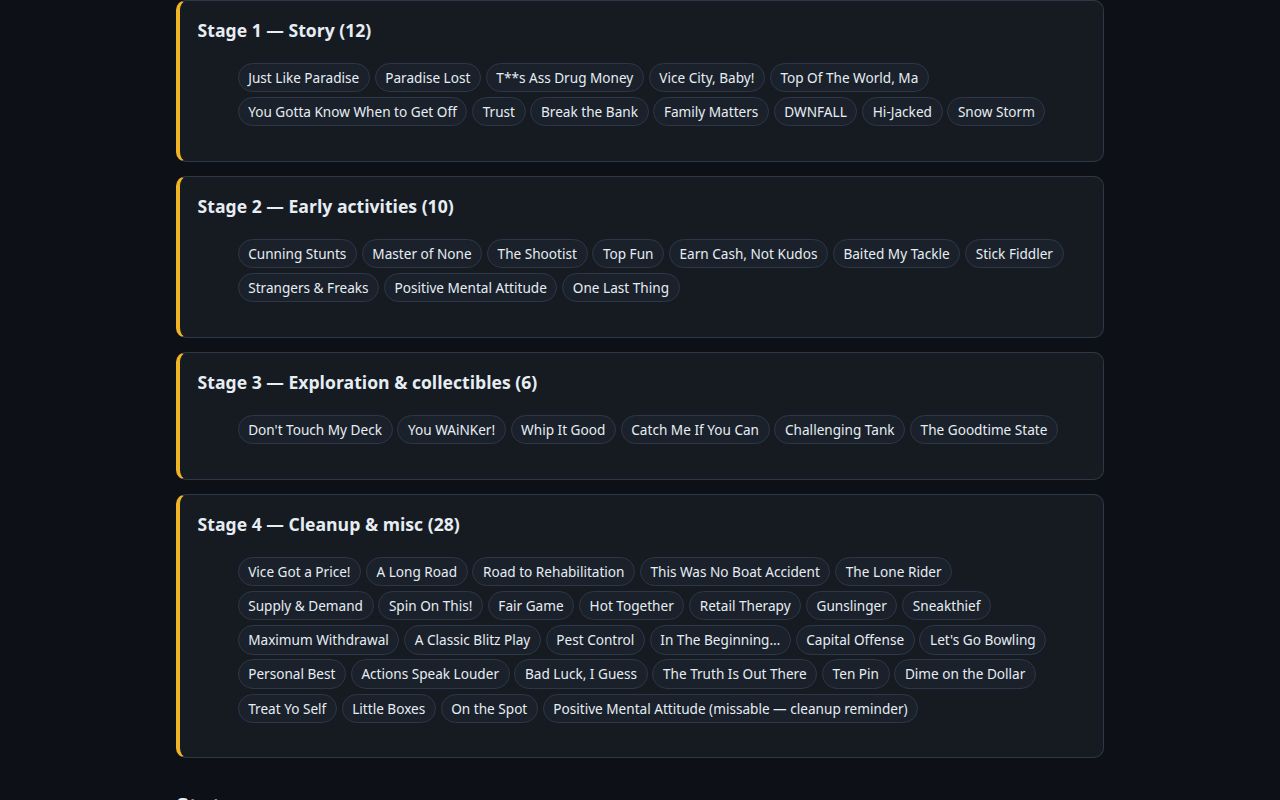 Stage 1 — Story (12)
Just Like Paradise Paradise Lost T**s Ass Drug Money Vice City, Baby! Top Of The World, Ma
You Gotta Know When to Get Off Trust Break the Bank Family Matters DWNFALL Hi-Jacked Snow Storm
Stage 2 — Early activities (10)
Cunning Stunts Master of None The Shootist Top Fun Earn Cash, Not Kudos Baited My Tackle Stick Fiddler
Strangers & Freaks Positive Mental Attitude One Last Thing
Stage 3 — Exploration & collectibles (6)
Don't Touch My Deck You WAiNKer! Whip It Good Catch Me If You Can Challenging Tank The Goodtime State
Stage 4 — Cleanup & misc (28)
Vice Got a Price! A Long Road Road to Rehabilitation This Was No Boat Accident The Lone Rider
Supply & Demand Spin On This! Fair Game Hot Together Retail Therapy Gunslinger Sneakthief
Maximum Withdrawal A Classic Blitz Play Pest Control In The Beginning... Capital Offense Let's Go Bowling
Personal Best Actions Speak Louder Bad Luck, I Guess The Truth Is Out There Ten Pin Dime on the Dollar
Treat Yo Self Little Boxes On the Spot Positive Mental Attitude (missable — cleanup reminder)